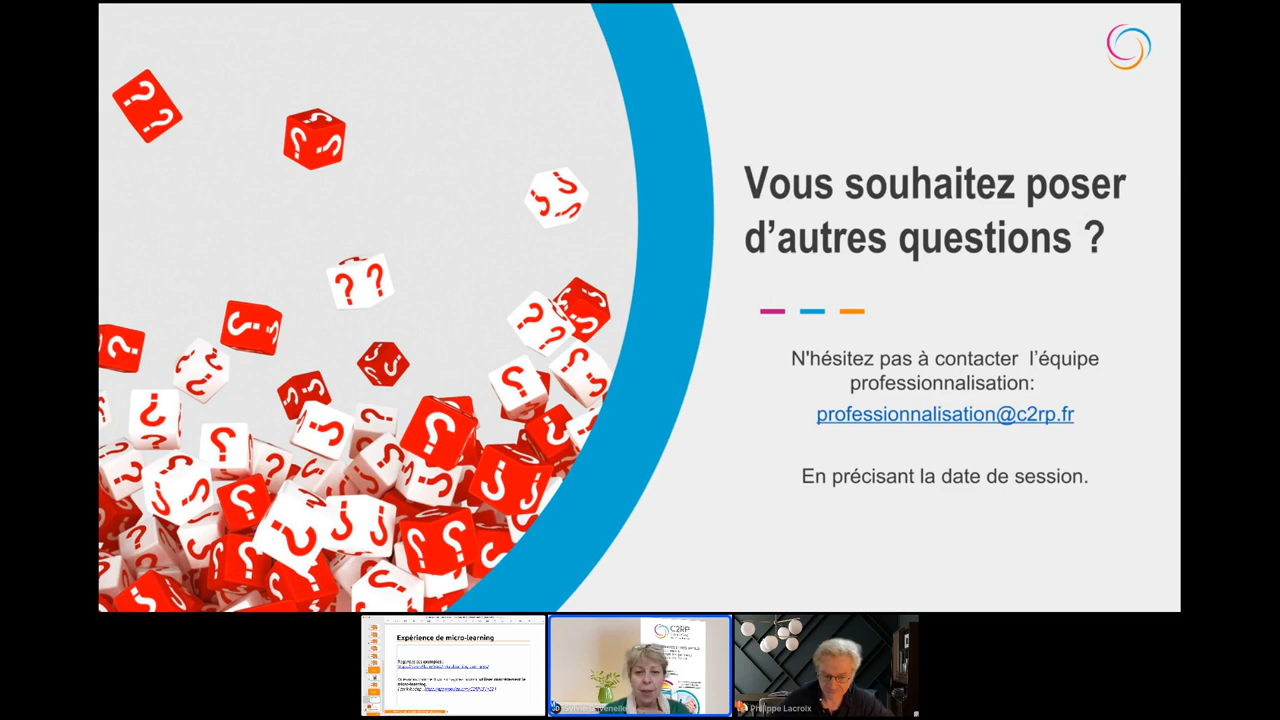 Vous souhaitez poser
d’autres questions ?
N'hésitez pas à contacter l’équipe
professionnalisation:
professionnalisation@c2rp.fr
En précisant la date de session.
Expérience de micro-learning
C2RP
Philippe Lacroix